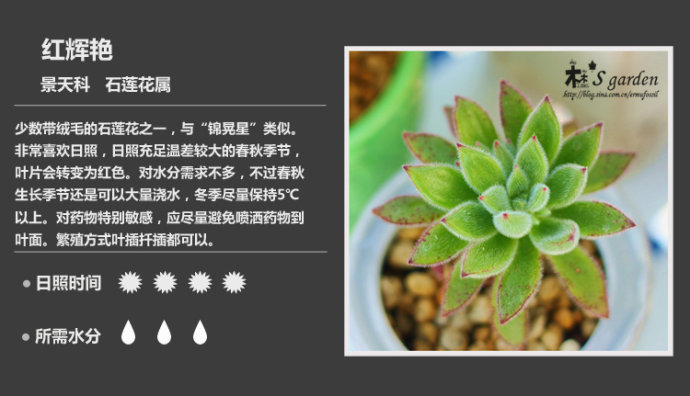 红辉艳
景天科 石莲花属
少数带绒毛的石莲花之一，与“锦晃星”类似。
非常喜欢日照，日照充足温差较大的春秋季节，
叶片会转变为红色。对水分需求不多，不过春秋
生长季节还是可以大量浇水，冬季尽量保持5℃
以上。对药物特别敏感，应尽量避免喷洒药物到
叶面。繁殖方式叶插扦插都可以。
日照时间
所需水分
'S garden
http://blog.sina.com.cn/ermufossil